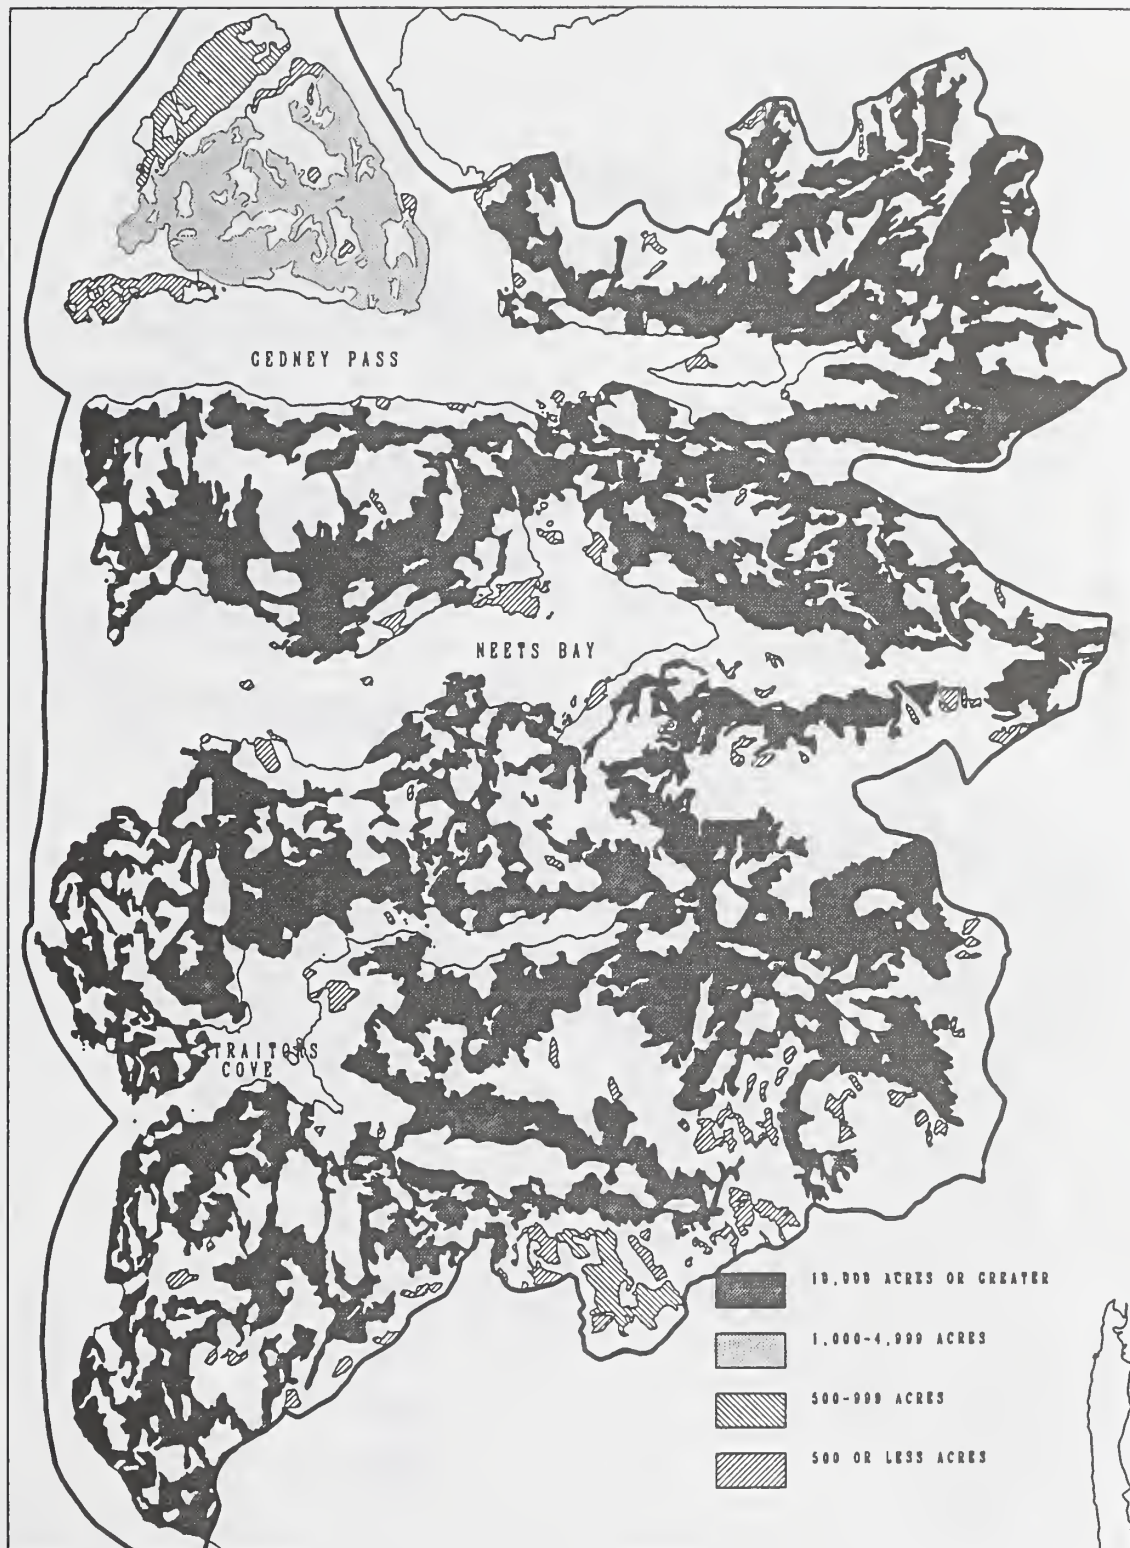 GEDNEY PASS
NEETS BAY
TRAITORS
COVE
10,000 ACRES OR GREATER
1,000-4,999 ACRES
500-999 ACRES
500 OR LESS ACRES